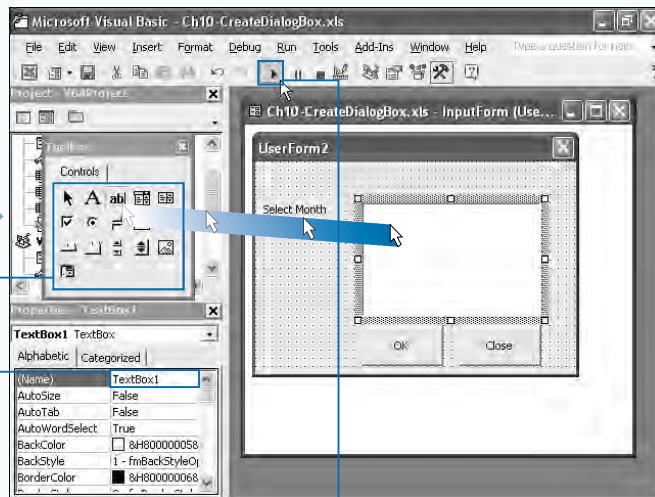 Microsoft Visual Basic - Ch10-CreateDialogBox.xls
File Edit View Insert Format Debug Run Tools Add-Ins Window Help Type a question for help
Project - VBAProject
Toolbox
Controls
A abl
Properties - TextBox1
TextBox1 TextBox
Alphabetic Categorized
(Name) TextBox1
AutoSize False
AutoTab False
AutoWordSelect True
BackColor &H80000005&
BackStyle 1 - fmBackStyleOp
BorderColor &H80000006&
Ch10-CreateDialogBox.xls - InputForm (Use...
UserForm2
Select Month
OK Close